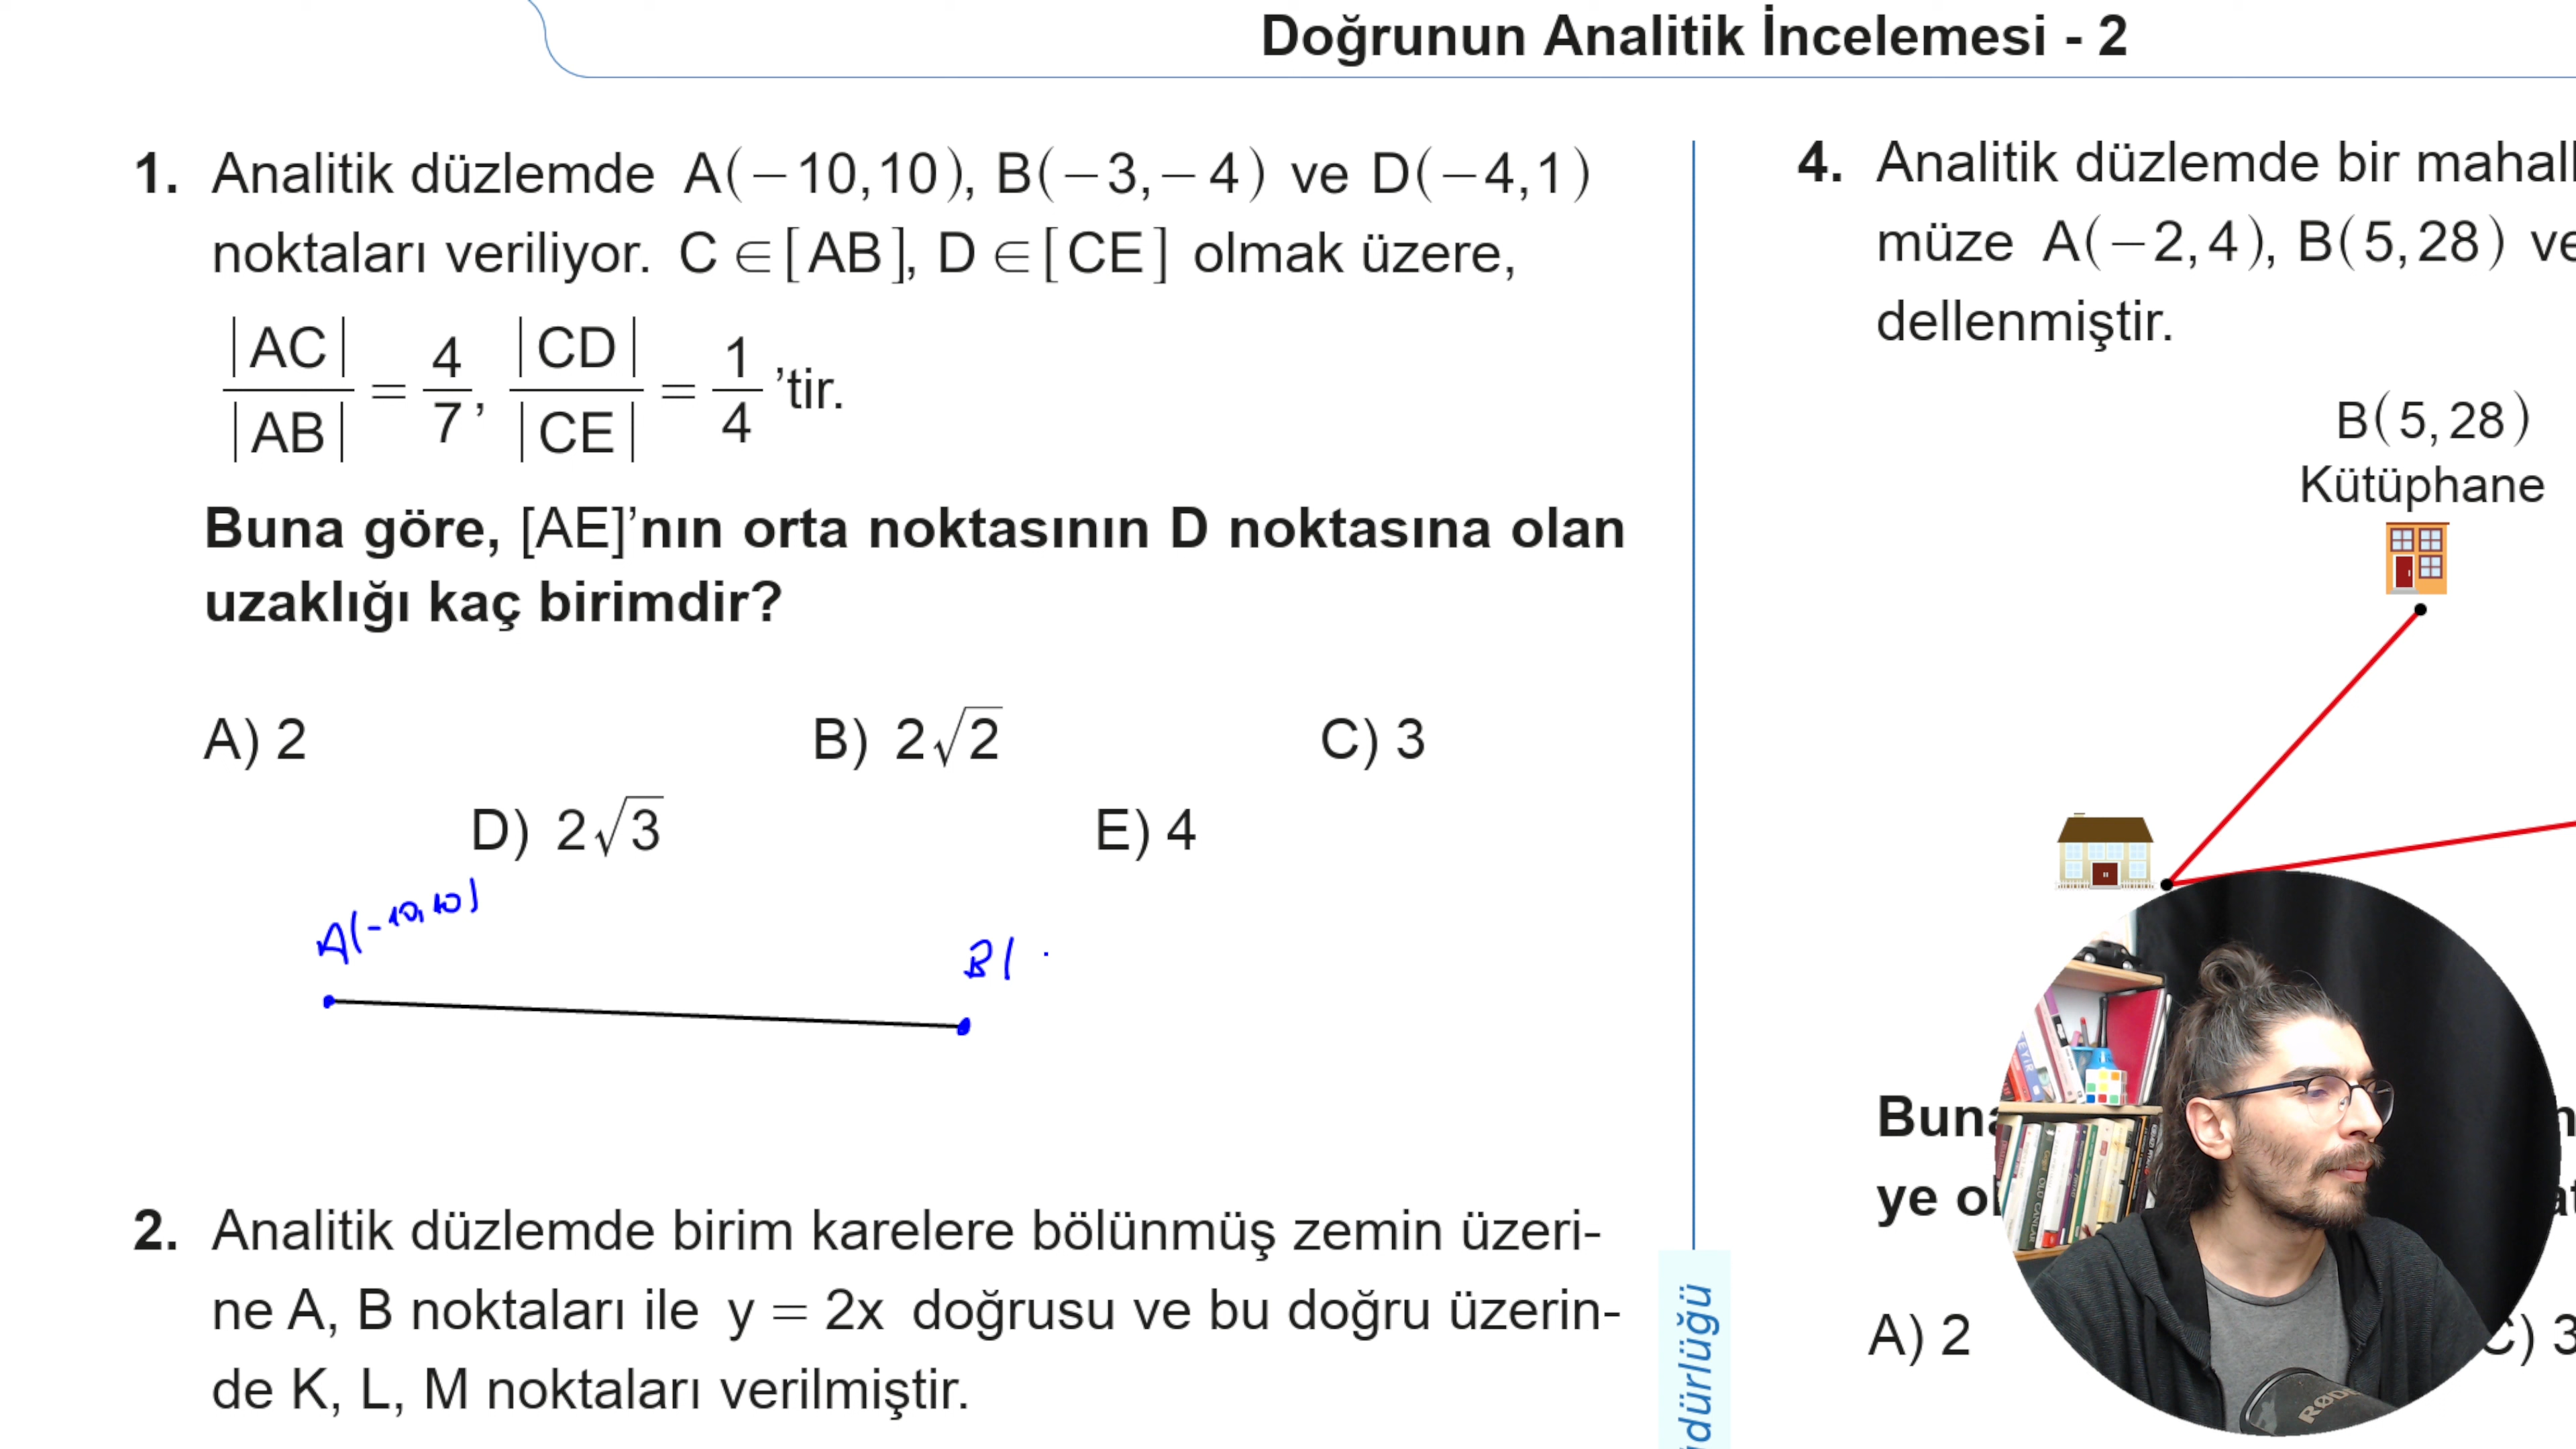 Doğrunun Analitik İncelemesi - 2
1. Analitik düzlemde A(−10,10), B(−3,−4) ve D(−4,1)
noktaları veriliyor. C ∈ [AB], D ∈ [CE] olmak üzere,
|AC|/|AB| = 4/7, |CD|/|CE| = 1/4 'tir.
Buna göre, [AE]'nın orta noktasının D noktasına olan
uzaklığı kaç birimdir?
A) 2 B) 2√2 C) 3
D) 2√3 E) 4
A(-10,10)
B(
2. Analitik düzlemde birim karelere bölünmüş zemin üzeri-
ne A, B noktaları ile y = 2x doğrusu ve bu doğru üzerin-
de K, L, M noktaları verilmiştir.
4. Analitik düzlemde bir
müze A(−2,4), B(5,28)
dellenmiştir.
B(5,28)
Kütüphane
ye
A) 2
C) 3